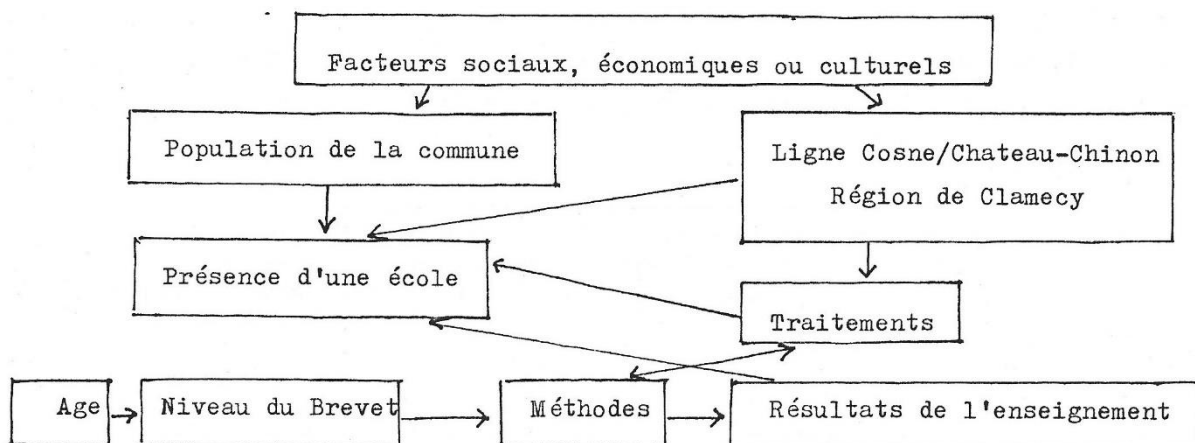 Facteurs sociaux, économiques ou culturels
Population de la commune
Ligne Cosne/Chateau-Chinon
Région de Clamecy
Présence d'une école
Traitements
Age
Niveau du Brevet
Méthodes
Résultats de l'enseignement